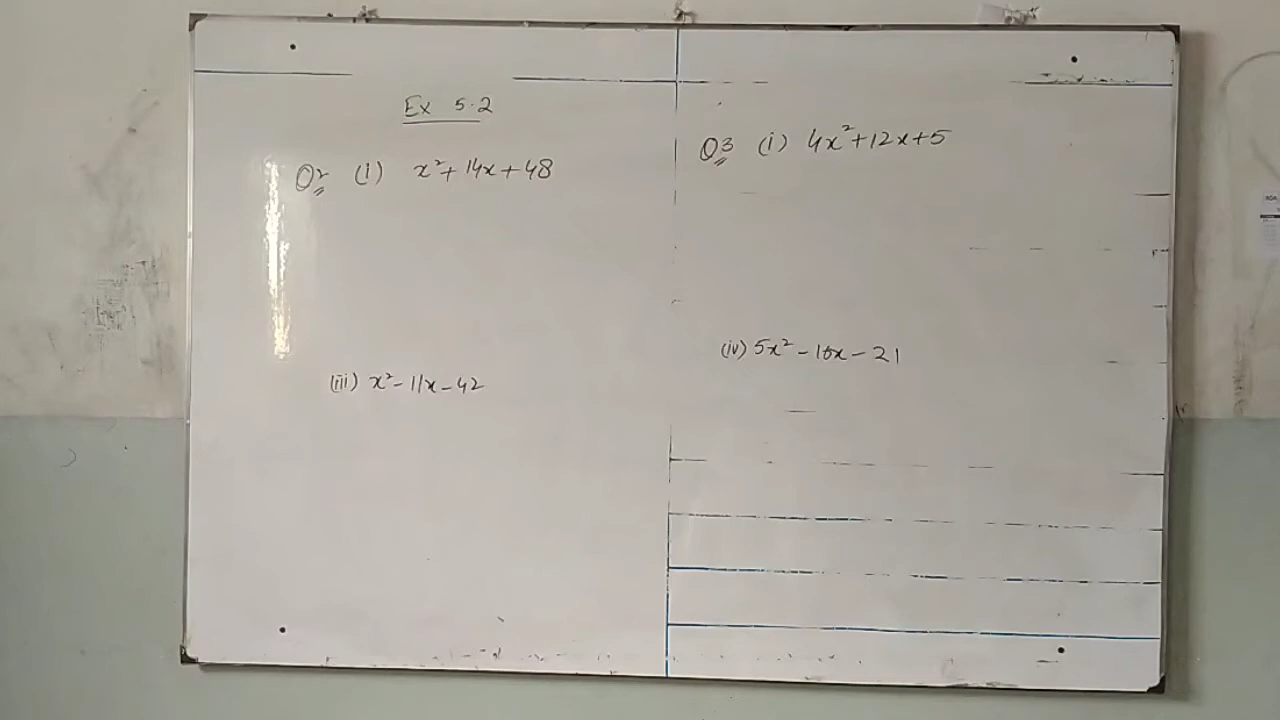 Ex 5.2
Q2 (i) x²+14x+48
(iii) x²-11x-42
Q3 (i) 4x²+12x+5
(iv) 5x²-16x-21